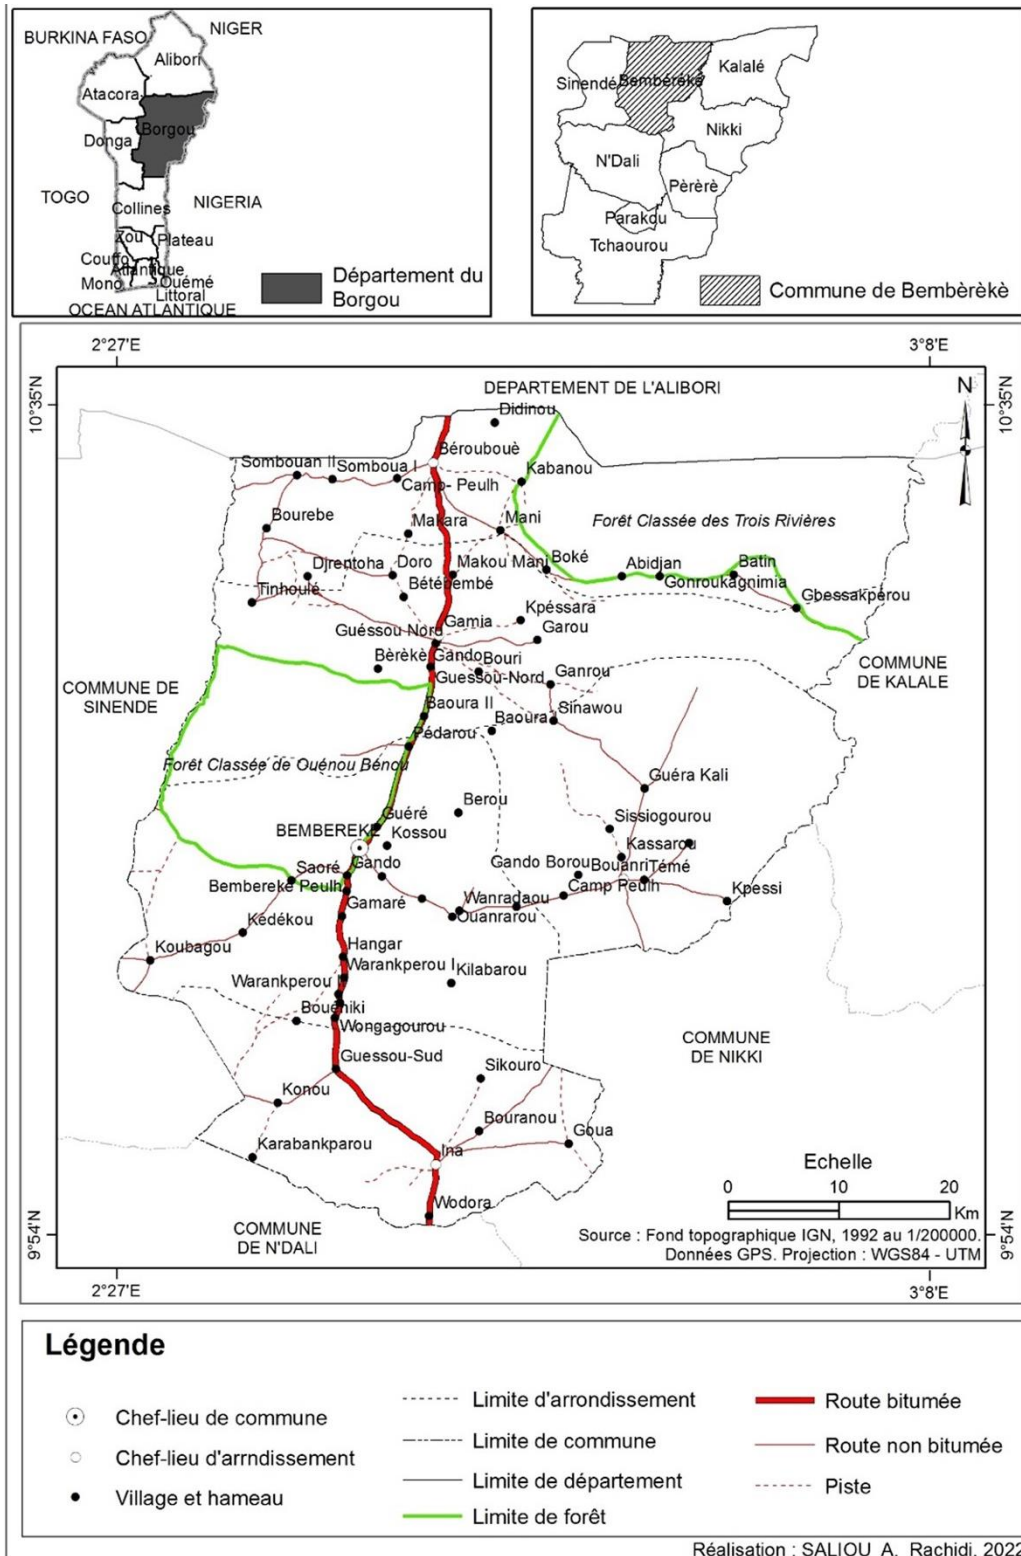 BURKINA FASO
NIGER
Alibori
Atacora
Borgou
Donga
TOGO
NIGERIA
Collines
Zou
Plateau
Couffo
Atlantique
Mono
Ouémé
Littoral
OCEAN ATLANTIQUE
Département du
Borgou
Sinendé
Bembéréké
Kalalé
Nikki
N'Dali
Pèrèrè
Parakou
Tchaourou
Commune de Bembèrèkè
2°27'E
3°8'E
10°35'N
10°35'N
DEPARTEMENT DE L'ALIBORI
N
Didinou
Béroubouè
Sombouan II
Somboua I
Camp- Peulh
Kabanou
Bourebe
Makara
Mani
Forêt Classée des Trois Rivières
Djrentoha
Doro
Makou Mani
Boké
Abidjan
Batin
Gonroukagnimia
Tinhoulé
Gbessakpérou
Kpéssara
Gamia
Guéssou Nord
Garou
Bèrèkè Gando
Bouri
Guessou-Nord
Ganrou
COMMUNE
DE KALALE
COMMUNE DE
SINENDE
Baoura II
Baoura I
Sinawou
Pédarou
Forêt Classée de Ouénou Bénou
Guéra Kali
Berou
Guéré
Sissiogourou
BEMBEREKE
Kossou
Kassarou
Saoré
Gando
Gando Borou
Bouanri
Témé
Bembereke Peulh
Camp Peulh
Kpessi
Gamaré
Wanradaou
Ouanrarou
Kédékou
Koubagou
Hangar
Warankperou I
Kilabarou
Warankperou
Wongagourou
COMMUNE
DE NIKKI
Guessou-Sud
Sikouro
Konou
Bouranou
Goua
Karabankparou
Ina
Echelle
0
10
20
Km
Wodora
COMMUNE
DE N'DALI
Source : Fond topographique IGN, 1992 au 1/200000.
Données GPS. Projection : WGS84 - UTM
9°54'N
9°54'N
2°27'E
3°8'E
Légende
Chef-lieu de commune
Chef-lieu d'arrndissement
Village et hameau
Limite d'arrondissement
Limite de commune
Limite de département
Limite de forêt
Route bitumée
Route non bitumée
Piste
Réalisation : SALIOU A. Rachidi, 2022